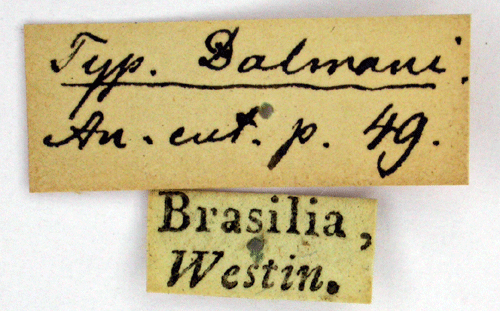 Typ. Dalmani.
An. ent. p. 49.
Brasilia,
Westin.